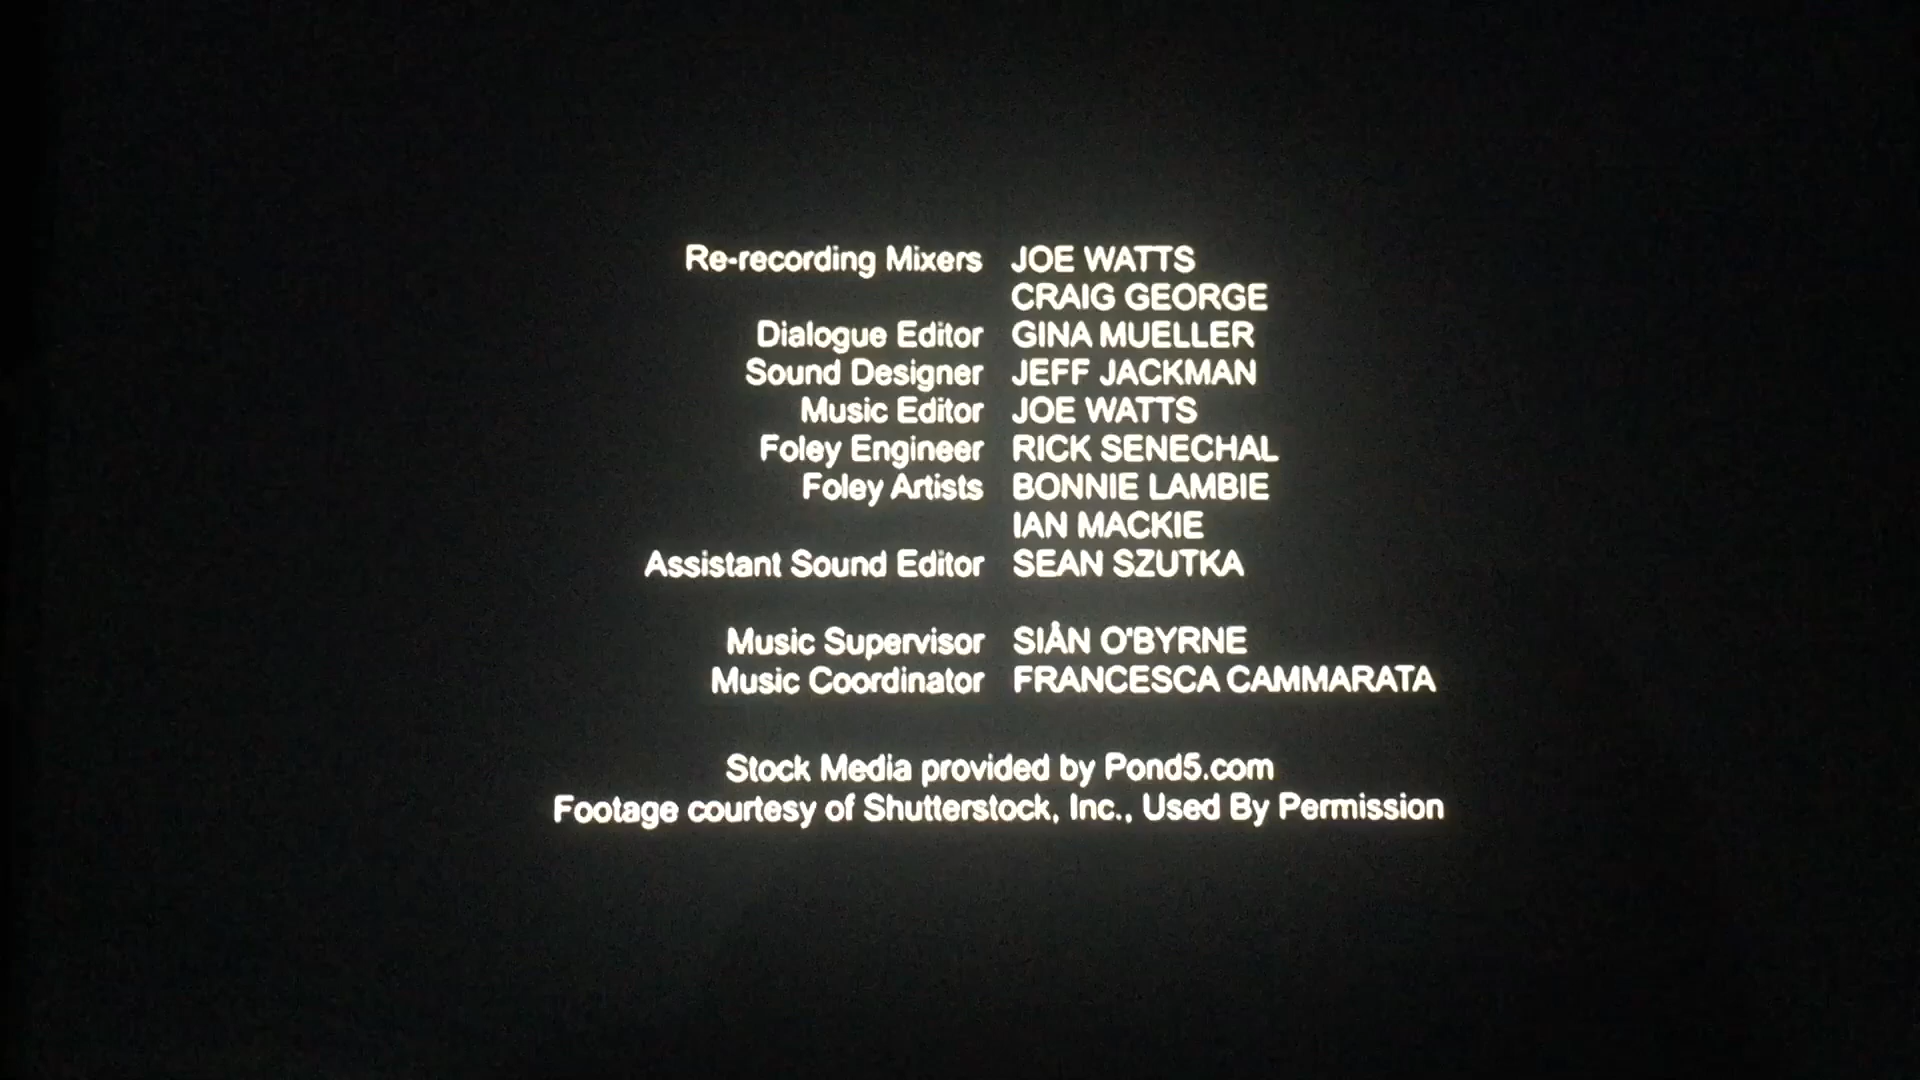 Re-recording Mixers JOE WATTS
CRAIG GEORGE
Dialogue Editor GINA MUELLER
Sound Designer JEFF JACKMAN
Music Editor JOE WATTS
Foley Engineer RICK SENECHAL
Foley Artists BONNIE LAMBIE
IAN MACKIE
Assistant Sound Editor SEAN SZUTKA
Music Supervisor SIÂN O'BYRNE
Music Coordinator FRANCESCA CAMMARATA
Stock Media provided by Pond5.com
Footage courtesy of Shutterstock, Inc., Used By Permission